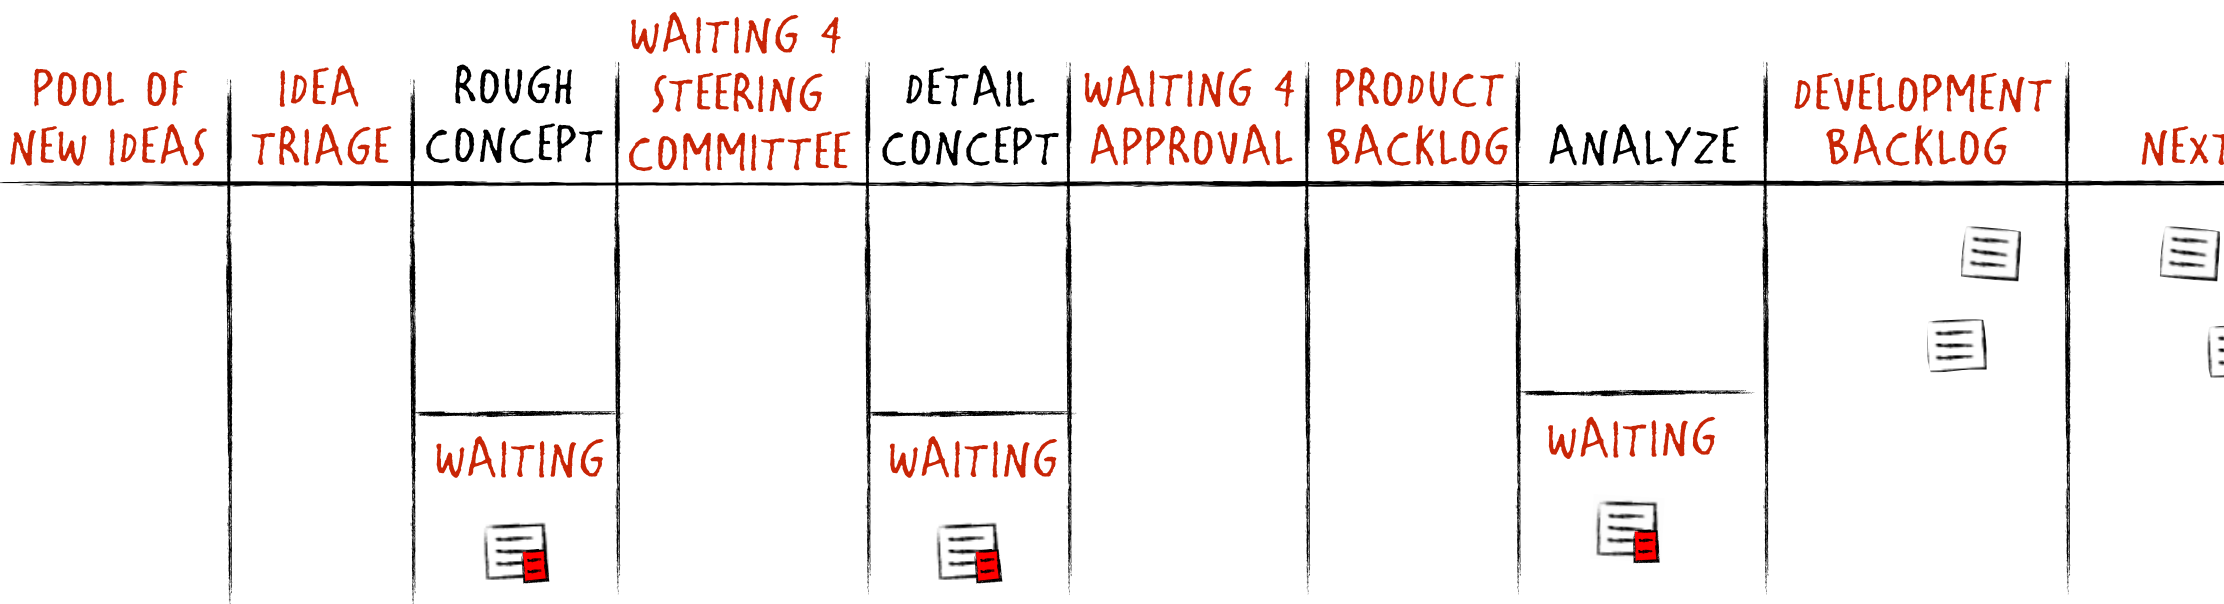 POOL OF
NEW IDEAS
IDEA
TRIAGE
ROUGH
CONCEPT
WAITING 4
STEERING
COMMITTEE
DETAIL
CONCEPT
WAITING 4
APPROVAL
PRODUCT
BACKLOG
ANALYZE
DEVELOPMENT
BACKLOG
NEXT
WAITING
WAITING
WAITING